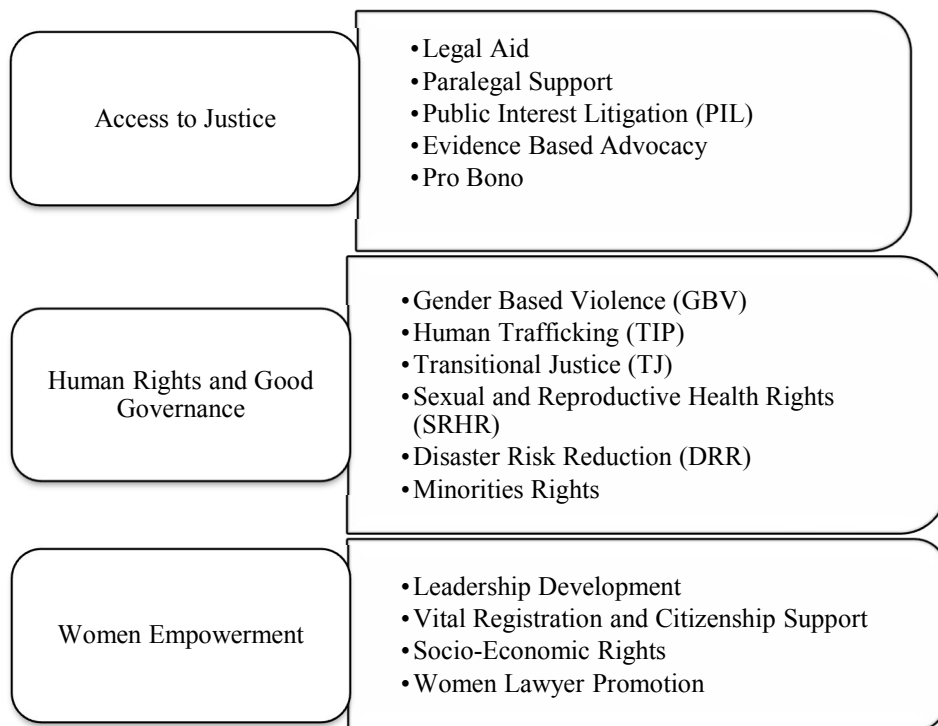 Access to Justice
•Legal Aid
•Paralegal Support
•Public Interest Litigation (PIL)
•Evidence Based Advocacy
•Pro Bono
Human Rights and Good
Governance
•Gender Based Violence (GBV)
•Human Trafficking (TIP)
•Transitional Justice (TJ)
•Sexual and Reproductive Health Rights
(SRHR)
•Disaster Risk Reduction (DRR)
•Minorities Rights
Women Empowerment
•Leadership Development
•Vital Registration and Citizenship Support
•Socio-Economic Rights
•Women Lawyer Promotion